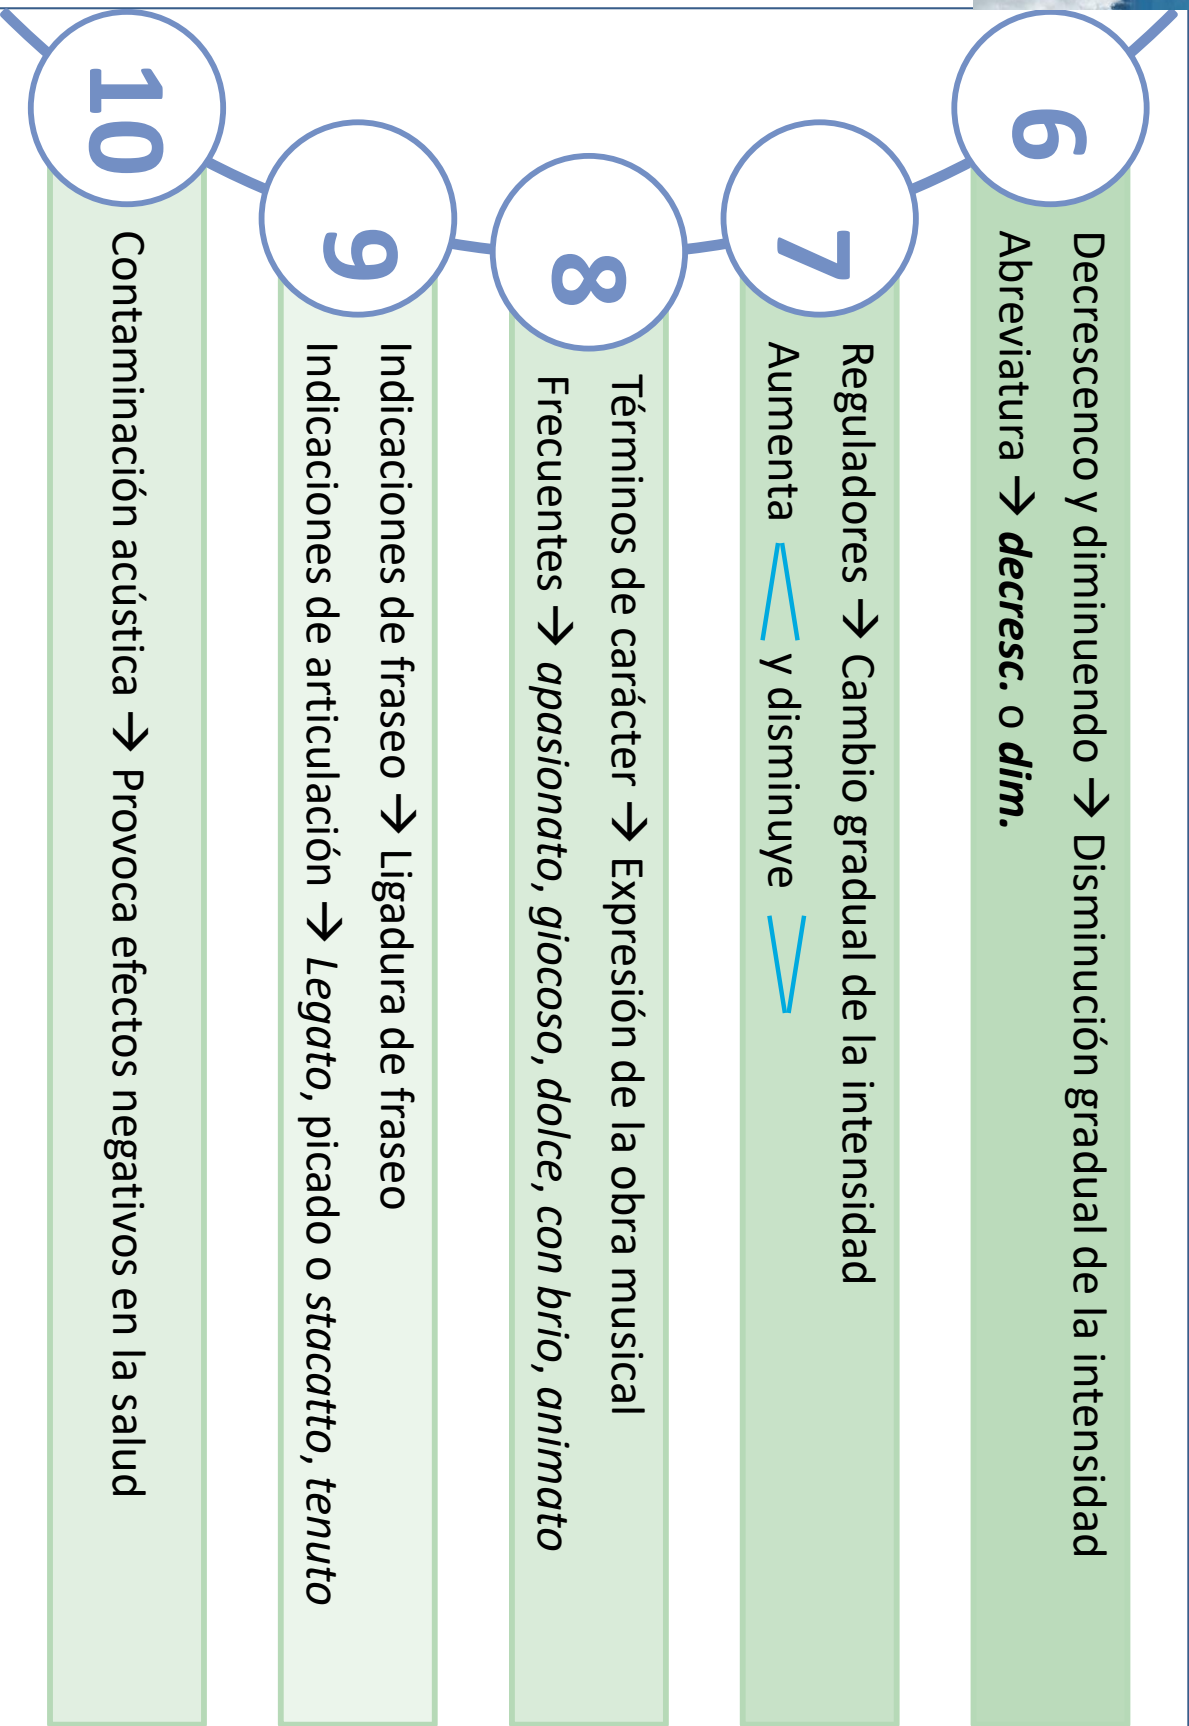 6
Decrescenco y diminuendo → Disminución gradual de la intensidad
Abreviatura → decresc. o dim.
7
Reguladores → Cambio gradual de la intensidad
Aumenta y disminuye
8
Términos de carácter → Expresión de la obra musical
Frecuentes → apasionato, giocoso, dolce, con brio, animato
9
Indicaciones de fraseo → Ligadura de fraseo
Indicaciones de articulación → Legato, picado o stacatto, tenuto
10
Contaminación acústica → Provoca efectos negativos en la salud